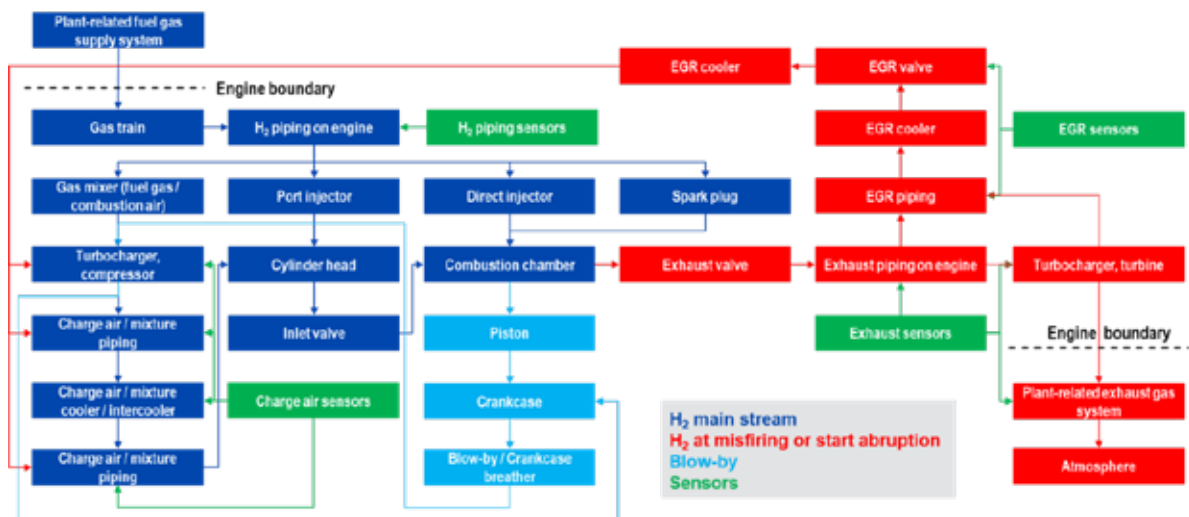 Plant-related fuel gas
supply system
EGR cooler
EGR valve
Engine boundary
Gas train
H₂ piping on engine
H₂ piping sensors
EGR cooler
EGR sensors
Gas mixer (fuel gas /
combustion air)
Port injector
Direct injector
Spark plug
EGR piping
Turbocharger,
compressor
Cylinder head
Combustion chamber
Exhaust valve
Exhaust piping on engine
Turbocharger, turbine
Charge air / mixture
piping
Inlet valve
Piston
Exhaust sensors
Engine boundary
Charge air / mixture
cooler / intercooler
Charge air sensors
Crankcase
Plant-related exhaust gas
system
Charge air / mixture
piping
Blow-by / Crankcase
breather
H₂ main stream
H₂ at misfiring or start abruption
Blow-by
Sensors
Atmosphere